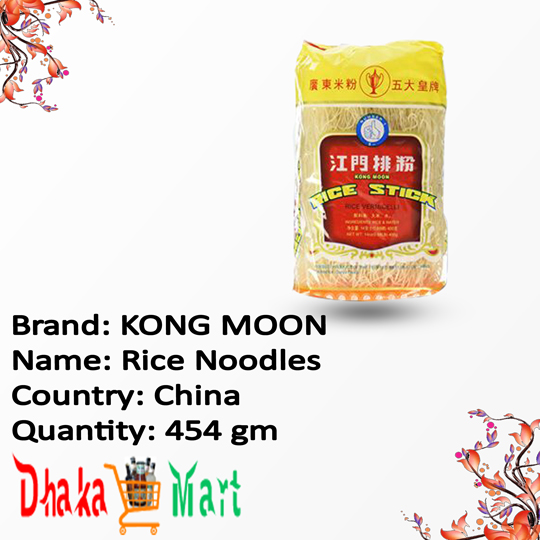 廣東米粉 五大皇牌
江門排粉
KONG MOON
RICE STICK
RICE VERMICELLI
Brand: KONG MOON
Name: Rice Noodles
Country: China
Quantity: 454 gm
Dhaka Mart